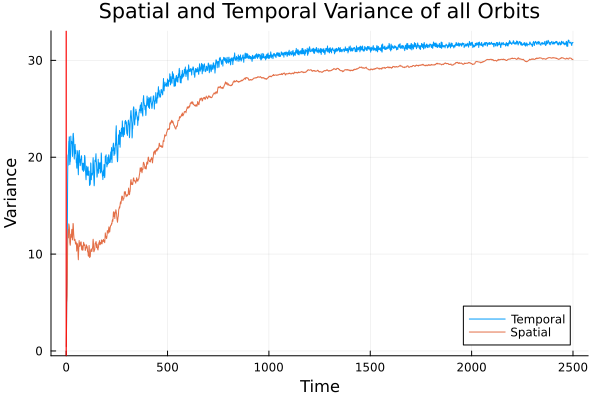 Spatial and Temporal Variance of all Orbits
Variance
30
20
10
0
Temporal
Spatial
0 500 1000 1500 2000 2500
Time